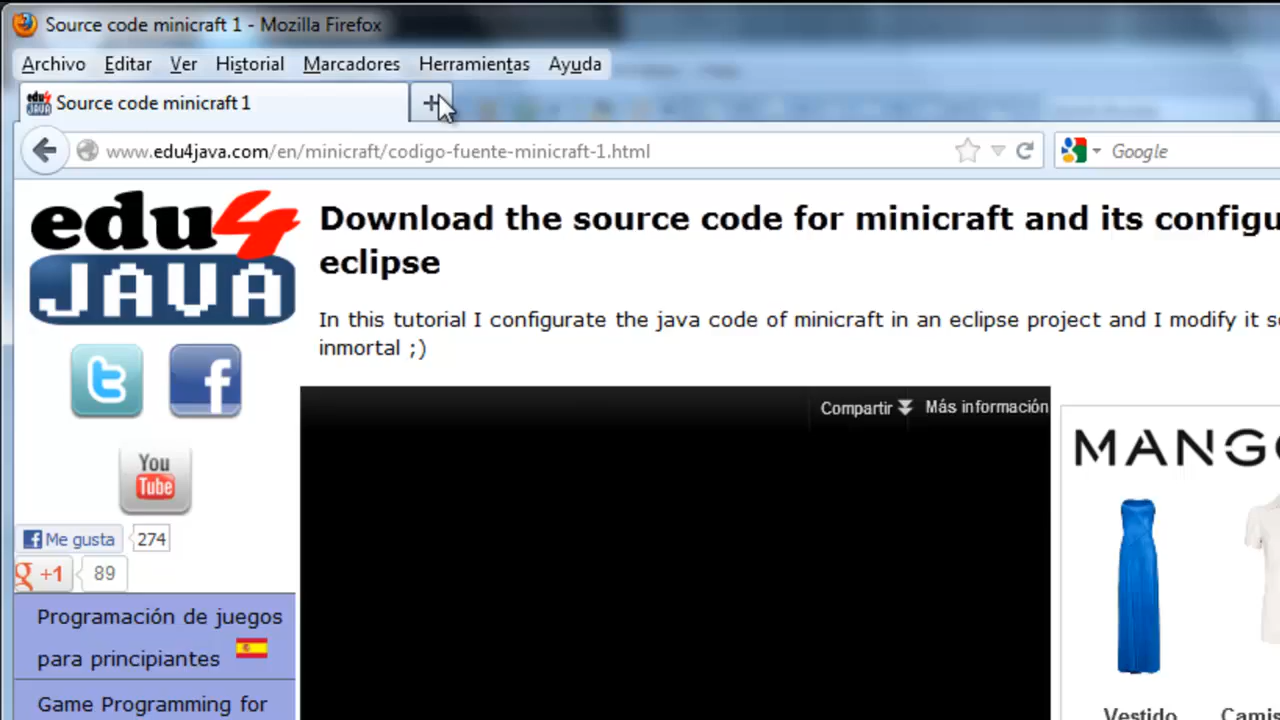 Source code minicraft 1 - Mozilla Firefox
Archivo Editar Ver Historial Marcadores Herramientas Ayuda
Source code minicraft 1
www.edu4java.com/en/minicraft/codigo-fuente-minicraft-1.html
Google
edu4
JAVA
Download the source code for minicraft and its configu
eclipse
In this tutorial I configurate the java code of minicraft in an eclipse project and I modify it s
inmortal ;)
Compartir Más información
MANGO
You
Tube
Me gusta 274
+1 89
Programación de juegos
para principiantes
Game Programming for
Vestido Camis